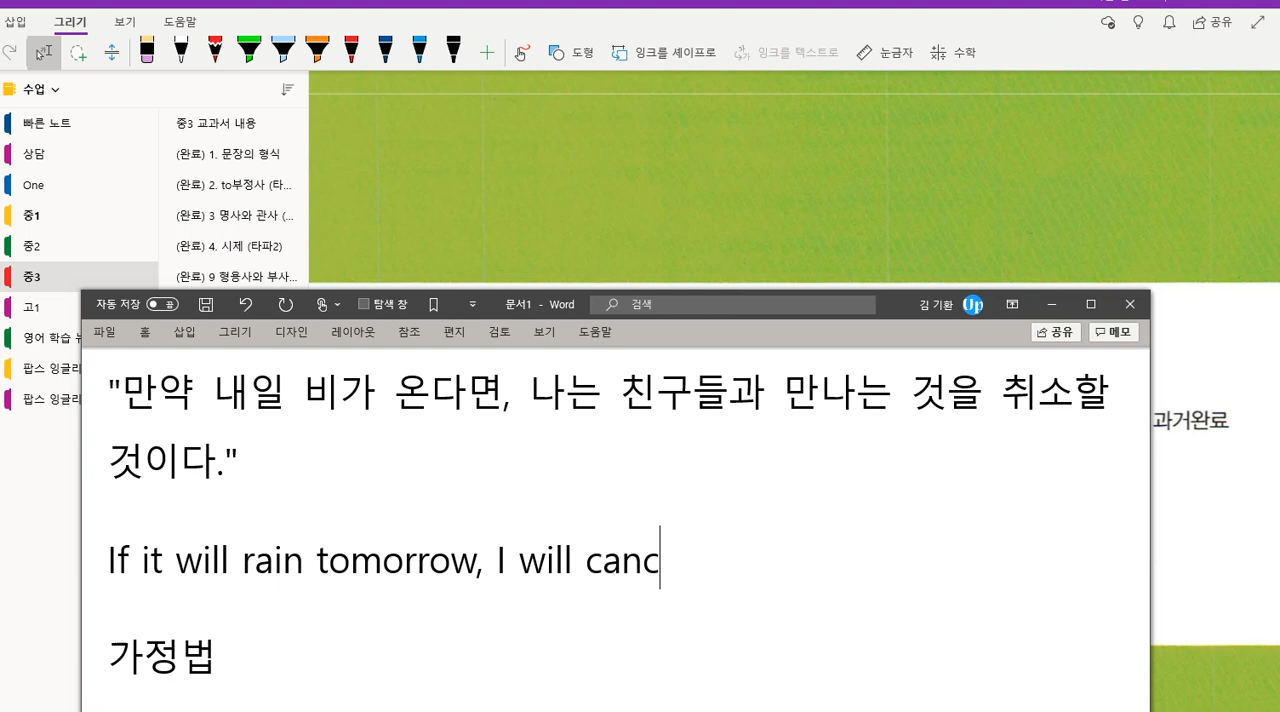 삽입 그리기 보기 도움말
공유
도형 잉크를 셰이프로 잉크를 텍스트로 눈금자 수학
수업
빠른 노트
상담
One
중1
중2
중3
고1
영어 학습
팝스 잉글리
팝스 잉글리
중3 교과서 내용
(완료) 1. 문장의 형식
(완료) 2. to부정사 (타...
(완료) 3 명사와 관사 (...
(완료) 4. 시제 (타파2)
(완료) 9 형용사와 부사...
자동 저장 탐색 창 문서1 - Word 검색 김 기환 Up
파일 홈 삽입 그리기 디자인 레이아웃 참조 편지 검토 보기 도움말 공유 메모
"만약 내일 비가 온다면, 나는 친구들과 만나는 것을 취소할
것이다."
If it will rain tomorrow, I will canc
가정법
과거완료